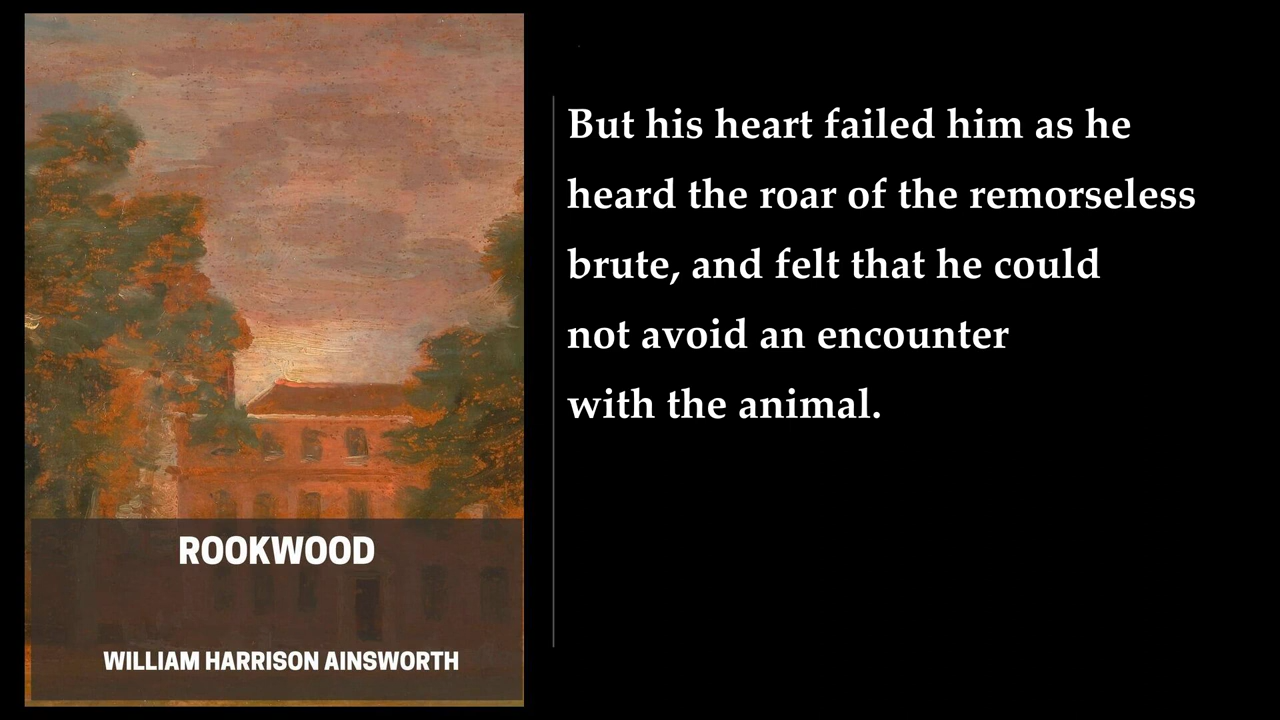 ROOKWOOD
WILLIAM HARRISON AINSWORTH
But his heart failed him as he
heard the roar of the remorseless
brute, and felt that he could
not avoid an encounter
with the animal.